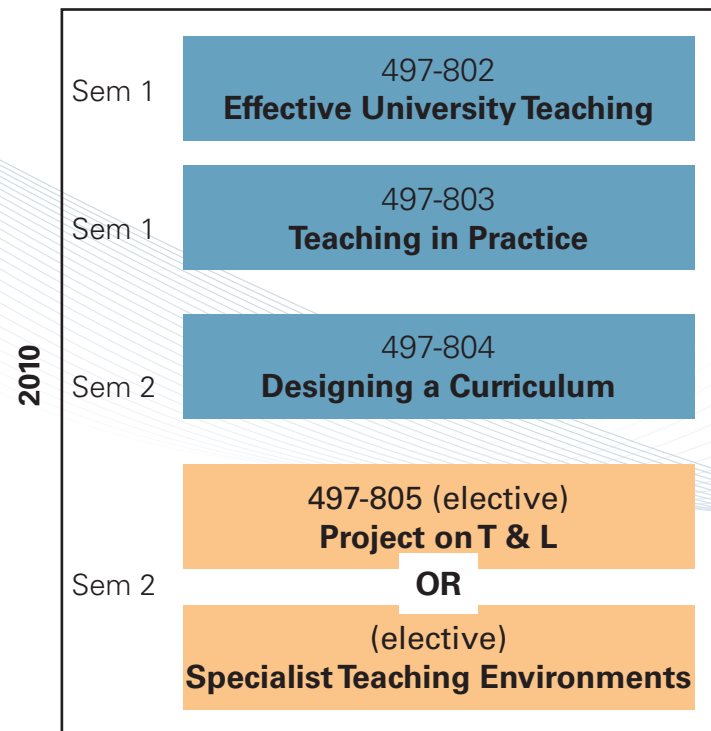 2010
Sem 1
497-802
Effective University Teaching
Sem 1
497-803
Teaching in Practice
Sem 2
497-804
Designing a Curriculum
Sem 2
497-805 (elective)
Project on T & L
OR
(elective)
Specialist Teaching Environments